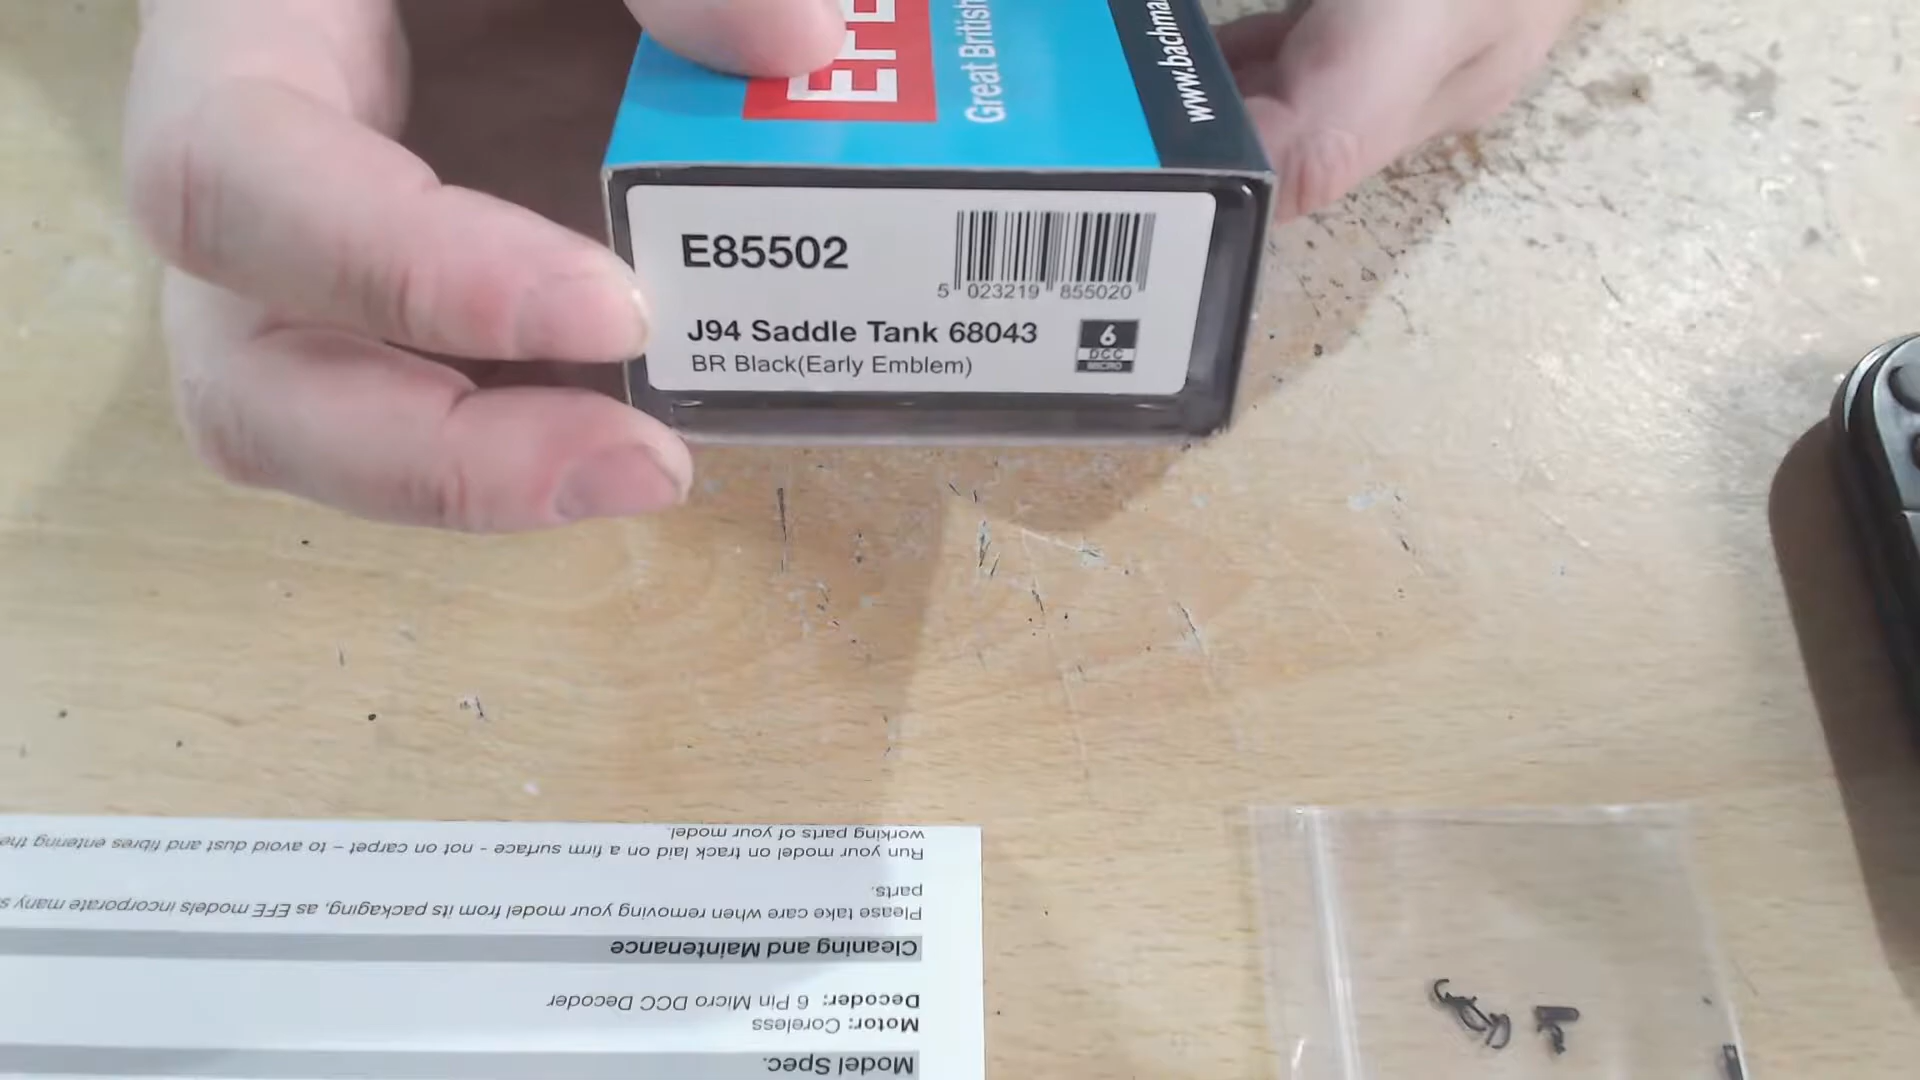 EFE
Great British
www.bachma
E85502
5 023219 855020
J94 Saddle Tank 68043
BR Black(Early Emblem)
6
DCC
MICRO
Model Spec.
Motor: Coreless
Decoder: 6 Pin Micro DCC Decoder
Cleaning and Maintenance
Please take care when removing your model from its packaging, as EFE models incorporate many s
parts.
Run your model on track laid on a firm surface - not on carpet – to avoid dust and fibres entering the
working parts of your model.